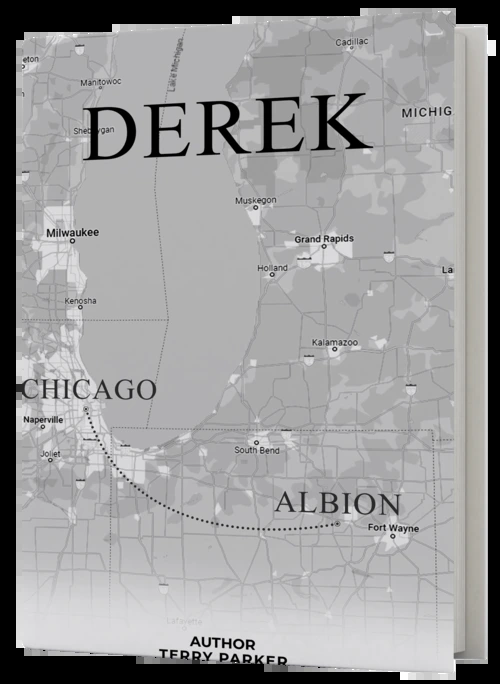 eton
Cadillac
Lake Michigan
Manitowoc
DEREK
MICHIG
Sheboygan
Muskegon
Milwaukee
Grand Rapids
Holland
La
Kenosha
Kalamazoo
CHICAGO
Naperville
South Bend
Joliet
ALBION
Fort Wayne
Lafayette
AUTHOR
TERRY PARKER